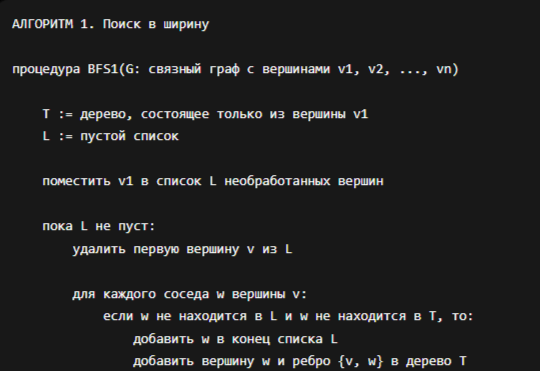 АЛГОРИТМ 1. Поиск в ширину
процедура BFS1(G: связный граф с вершинами v1, v2, ..., vn)
T := дерево, состоящее только из вершины v1
L := пустой список
поместить v1 в список L необработанных вершин
пока L не пуст:
удалить первую вершину v из L
для каждого соседа w вершины v:
если w не находится в L и w не находится в T, то:
добавить w в конец списка L
добавить вершину w и ребро {v, w} в дерево T